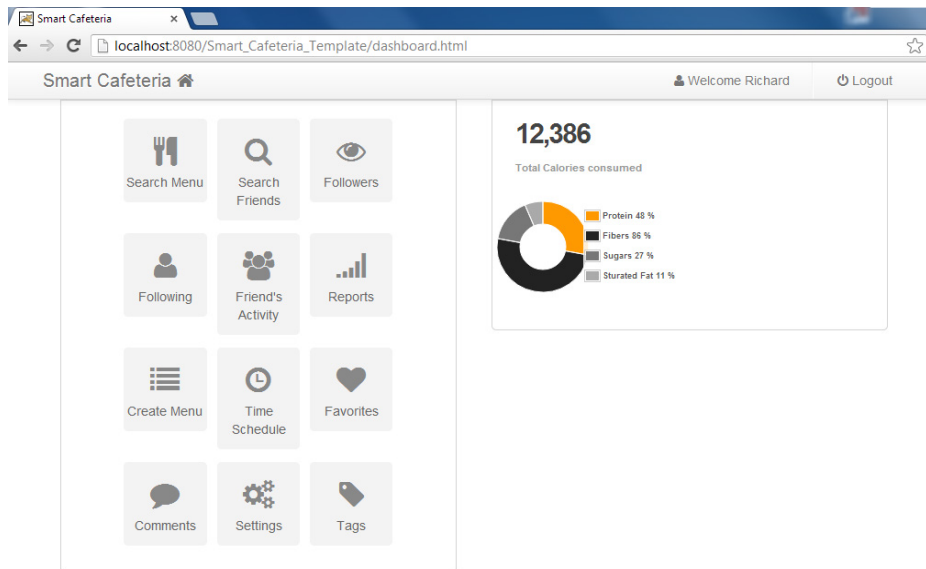 Smart Cafeteria
localhost:8080/Smart_Cafeteria_Template/dashboard.html
Smart Cafeteria
Welcome Richard
Logout
Search Menu
Search
Friends
Followers
Following
Friend's
Activity
Reports
Create Menu
Time
Schedule
Favorites
Comments
Settings
Tags
12,386
Total Calories consumed
Protein 48 %
Fibers 86 %
Sugars 27 %
Sturated Fat 11 %